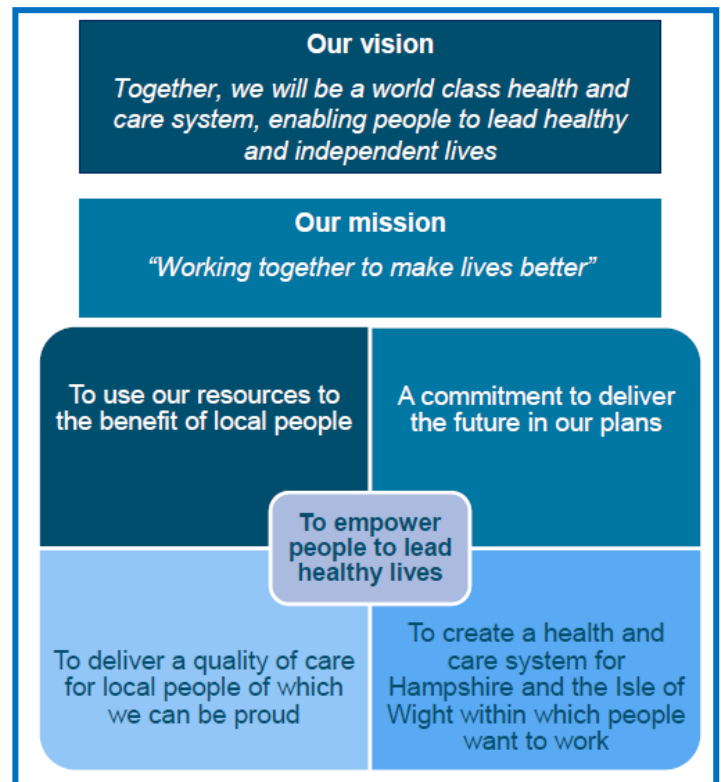 Our vision
Together, we will be a world class health and
care system, enabling people to lead healthy
and independent lives
Our mission
“Working together to make lives better”
To use our resources to
the benefit of local people
A commitment to deliver
the future in our plans
To empower
people to lead
healthy lives
To deliver a quality of care
for local people of which
we can be proud
To create a health and
care system for
Hampshire and the Isle of
Wight within which people
want to work